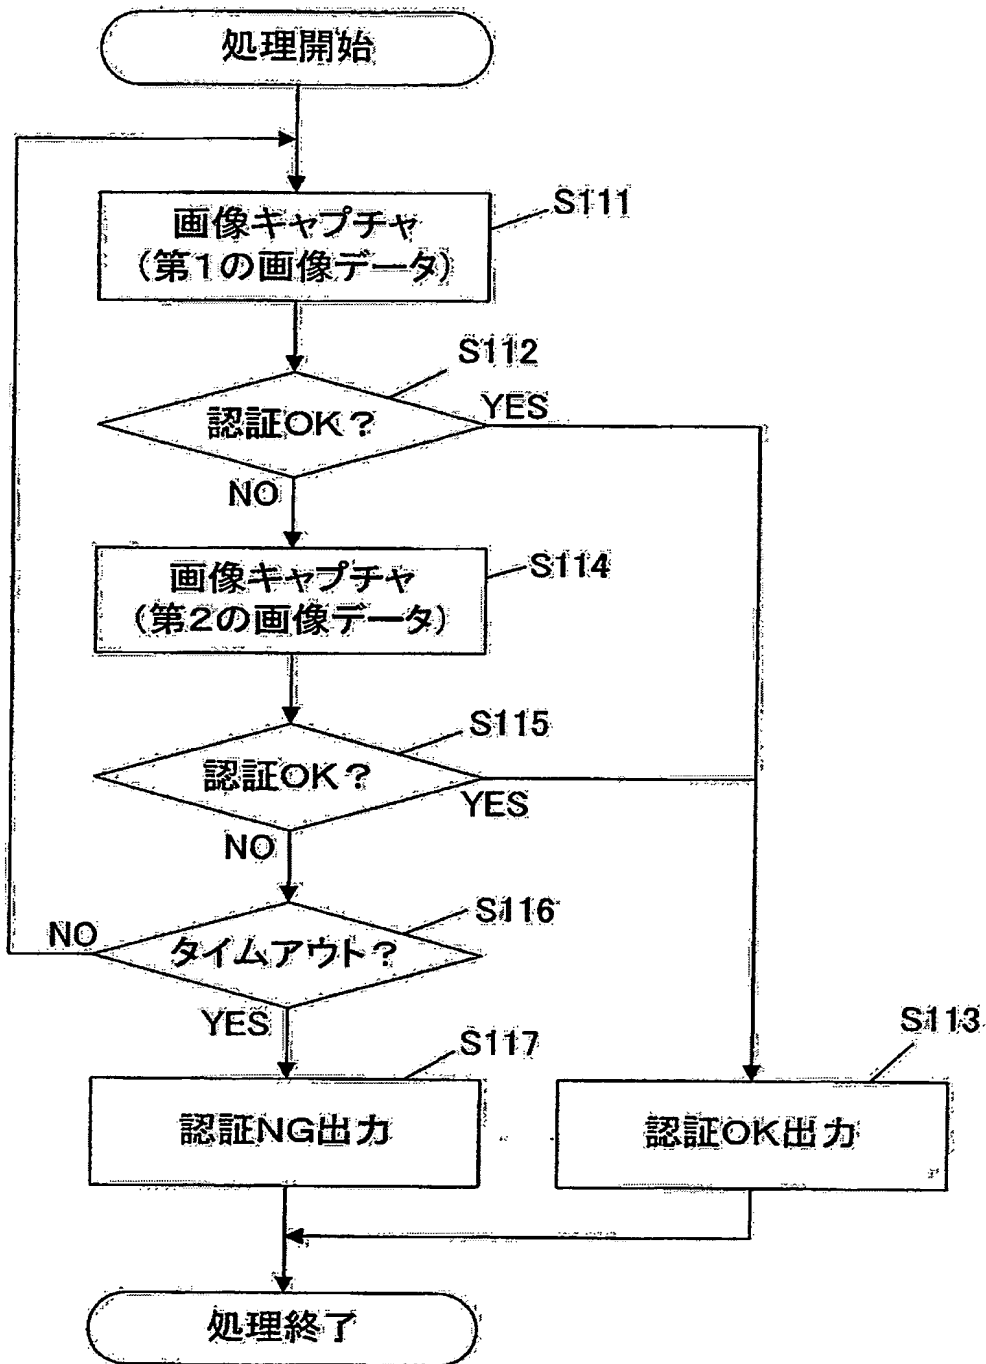 処理開始
画像キャプチャ
(第1の画像データ)
S111
S112
認証OK?
YES
NO
画像キャプチャ
(第2の画像データ)
S114
S115
認証OK?
YES
NO
S116
タイムアウト?
NO
YES
S117
認証NG出力
S113
認証OK出力
処理終了